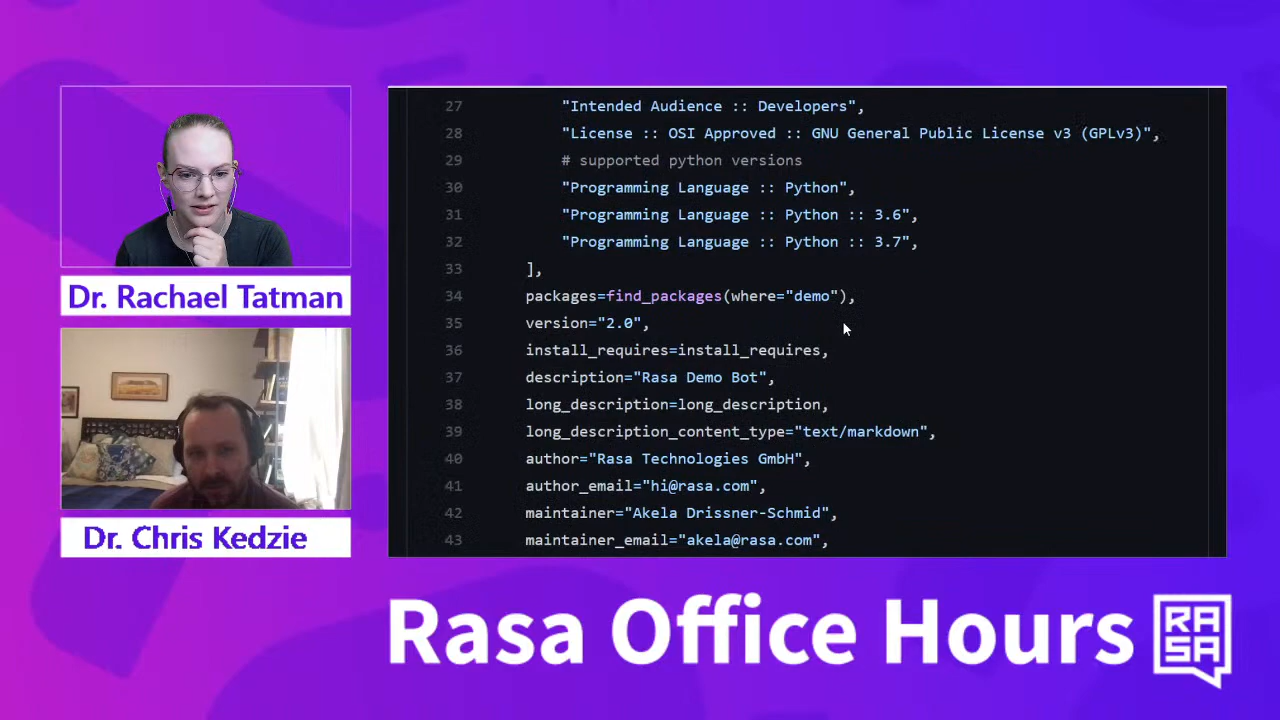 Dr. Rachael Tatman
Dr. Chris Kedzie
27 "Intended Audience :: Developers",
28 "License :: OSI Approved :: GNU General Public License v3 (GPLv3)",
29 # supported python versions
30 "Programming Language :: Python",
31 "Programming Language :: Python :: 3.6",
32 "Programming Language :: Python :: 3.7",
33 ],
34 packages=find_packages(where="demo"),
35 version="2.0",
36 install_requires=install_requires,
37 description="Rasa Demo Bot",
38 long_description=long_description,
39 long_description_content_type="text/markdown",
40 author="Rasa Technologies GmbH",
41 author_email="hi@rasa.com",
42 maintainer="Akela Drissner-Schmid",
43 maintainer_email="akela@rasa.com",
Rasa Office Hours
RA
SA